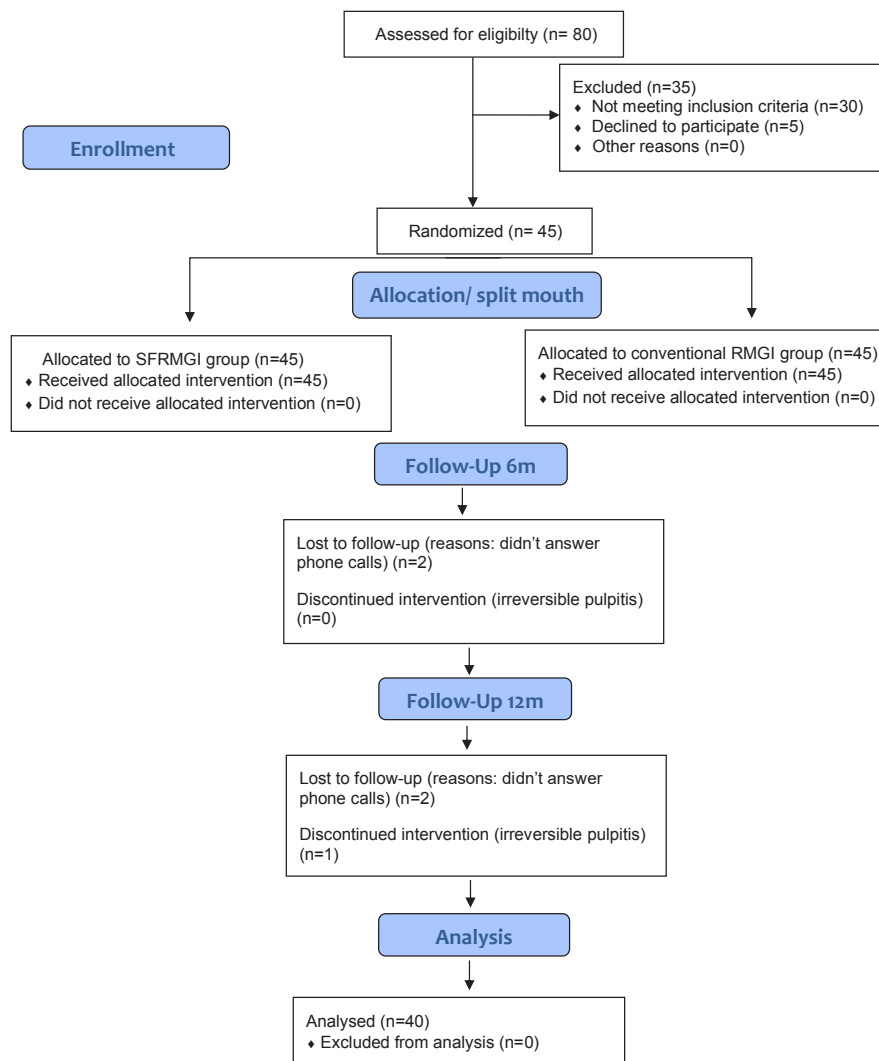 Assessed for eligibilty (n= 80)
Excluded (n=35)
♦ Not meeting inclusion criteria (n=30)
♦ Declined to participate (n=5)
♦ Other reasons (n=0)
Enrollment
Randomized (n= 45)
Allocation/ split mouth
Allocated to SFRMGI group (n=45)
♦ Received allocated intervention (n=45)
♦ Did not receive allocated intervention (n=0)
Allocated to conventional RMGI group (n=45)
♦ Received allocated intervention (n=45)
♦ Did not receive allocated intervention (n=0)
Follow-Up 6m
Lost to follow-up (reasons: didn’t answer
phone calls) (n=2)
Discontinued intervention (irreversible pulpitis)
(n=0)
Follow-Up 12m
Lost to follow-up (reasons: didn’t answer
phone calls) (n=2)
Discontinued intervention (irreversible pulpitis)
(n=1)
Analysis
Analysed (n=40)
♦ Excluded from analysis (n=0)